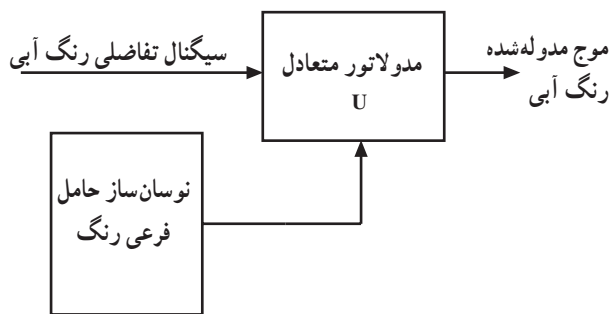 سیگنال تفاضلی رنگ آبی
مدولاتور متعادل
U
موج مدوله‌شده
رنگ آبی
نوسان‌ساز حامل
فرعی رنگ